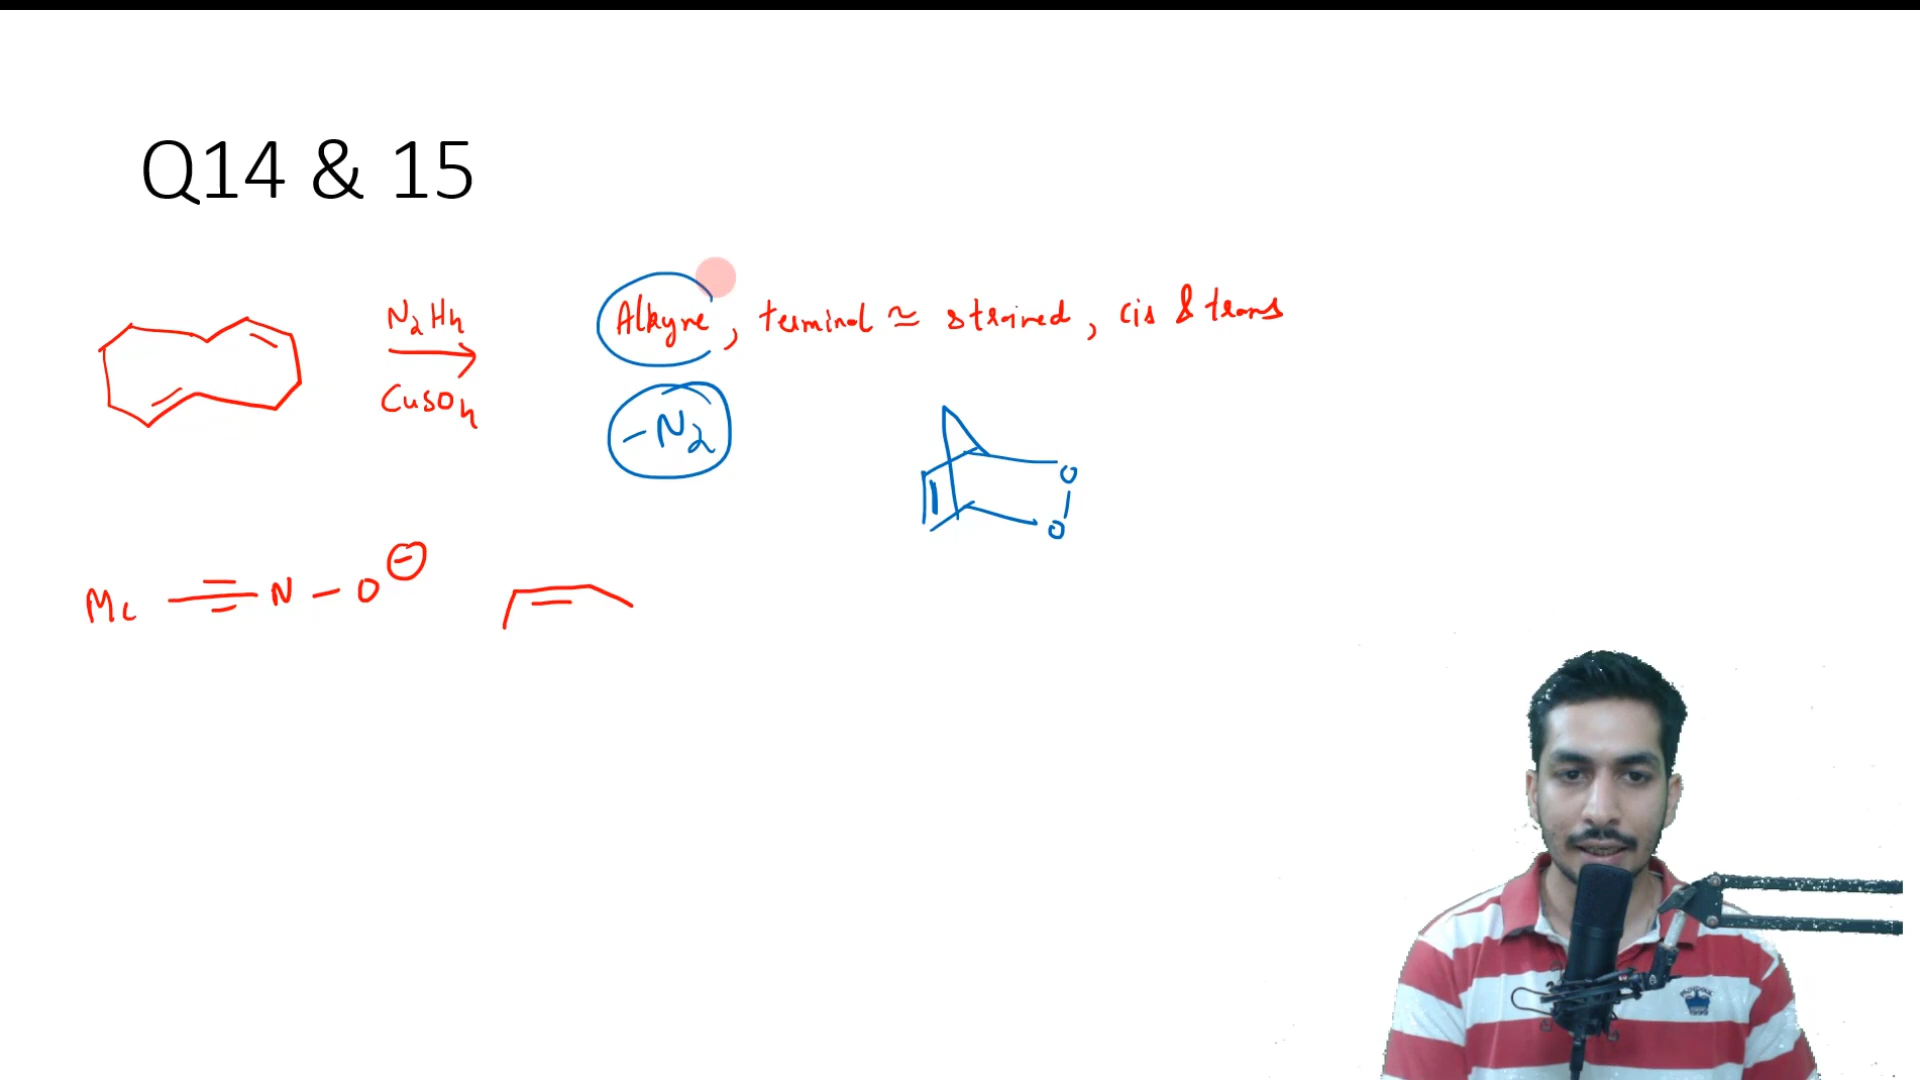 Q14 & 15
N2H4
CuSO4
Alkyne, terminal ≈ strained, cis & trans
-N2
O
O
Me ≡ N - O ⊖